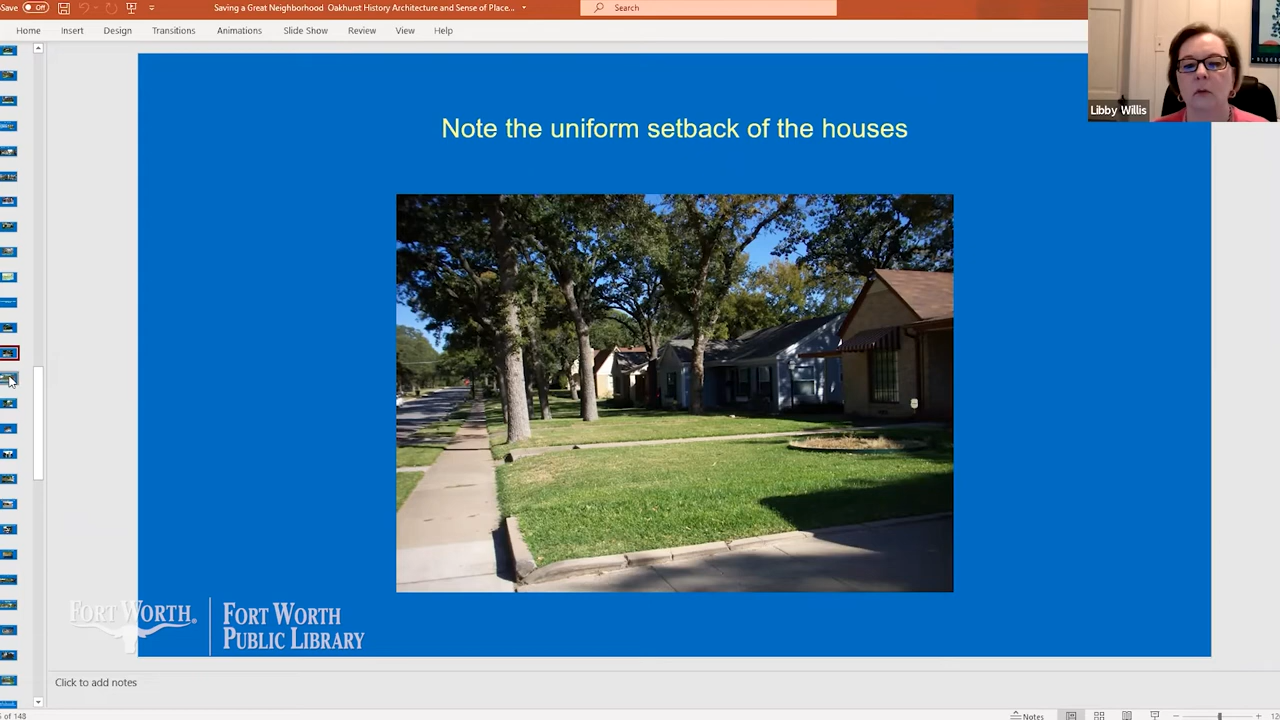 Save Off
Saving a Great Neighborhood Oakhurst History Architecture and Sense of Place...
Search
Home Insert Design Transitions Animations Slide Show Review View Help
Libby Willis
Note the uniform setback of the houses
FORT WORTH®
FORT WORTH
PUBLIC LIBRARY
Click to add notes
of 148
Notes